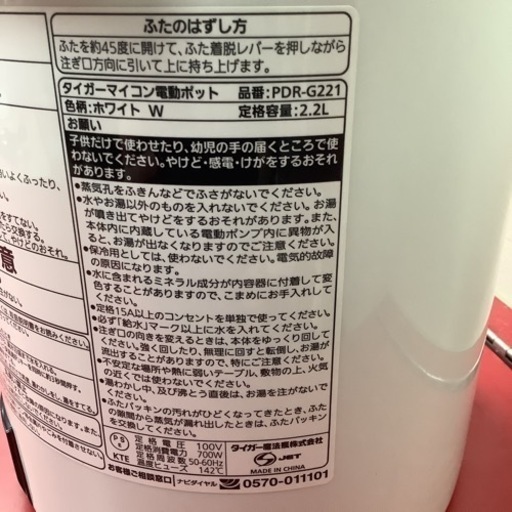 ふたのはずし方
ふたを約45度に開けて、ふた着脱レバーを押しながら
注ぎ口方向に引いて上に持ち上げます。
タイガーマイコン電動ポット 品番:PDR-G221
色柄:ホワイト W 定格容量:2.2L
お願い
子供だけで使わせたり、幼児の手の届くところで使
わないでください。やけど・感電・けがをするおそれ
があります。
●蒸気孔をふきんなどでふさがないでください。
●水やお湯以外のものを入れないでください。お湯
が噴き出てやけどをするおそれがあります。また、
本体内に内蔵している電動ポンプ内に異物が入
ると、お湯が出なくなりますのでご注意ください。
●保冷用としては、使わないでください。電気的故障
の原因になります。
●水に含まれるミネラル成分が内容器に付着して変
色することがありますので、こまめにお手入れして
ください。
●定格15A以上のコンセントを単独で使ってください。
●必ず「給水」マーク以上に水を入れてください。
●注ぎ口の向きを変えるときは、本体をゆっくり回して
ください。強く回したり、無理に回すと転倒し、お湯が
流出することがありますので、特にご注意ください。
●不安定な場所や熱に弱いテーブル、敷物の上、火気
の近くでは使わないでください。
●湯わかし中、及び沸とう直後は、お湯を注がないで
ください。
●ふたパッキンの汚れがひどくなってきたとき、ふた
の隙間から蒸気が漏れ出したときは、ふたパッキン
PSE
KTE
定格電圧 100V
定格消費電力 700W
定格周波数 50-60Hz
温度ヒューズ 142℃
タイガー魔法瓶株式会社
JET
MADE IN CHINA
お客様ご相談窓口 ナビダイヤル 0570-011101